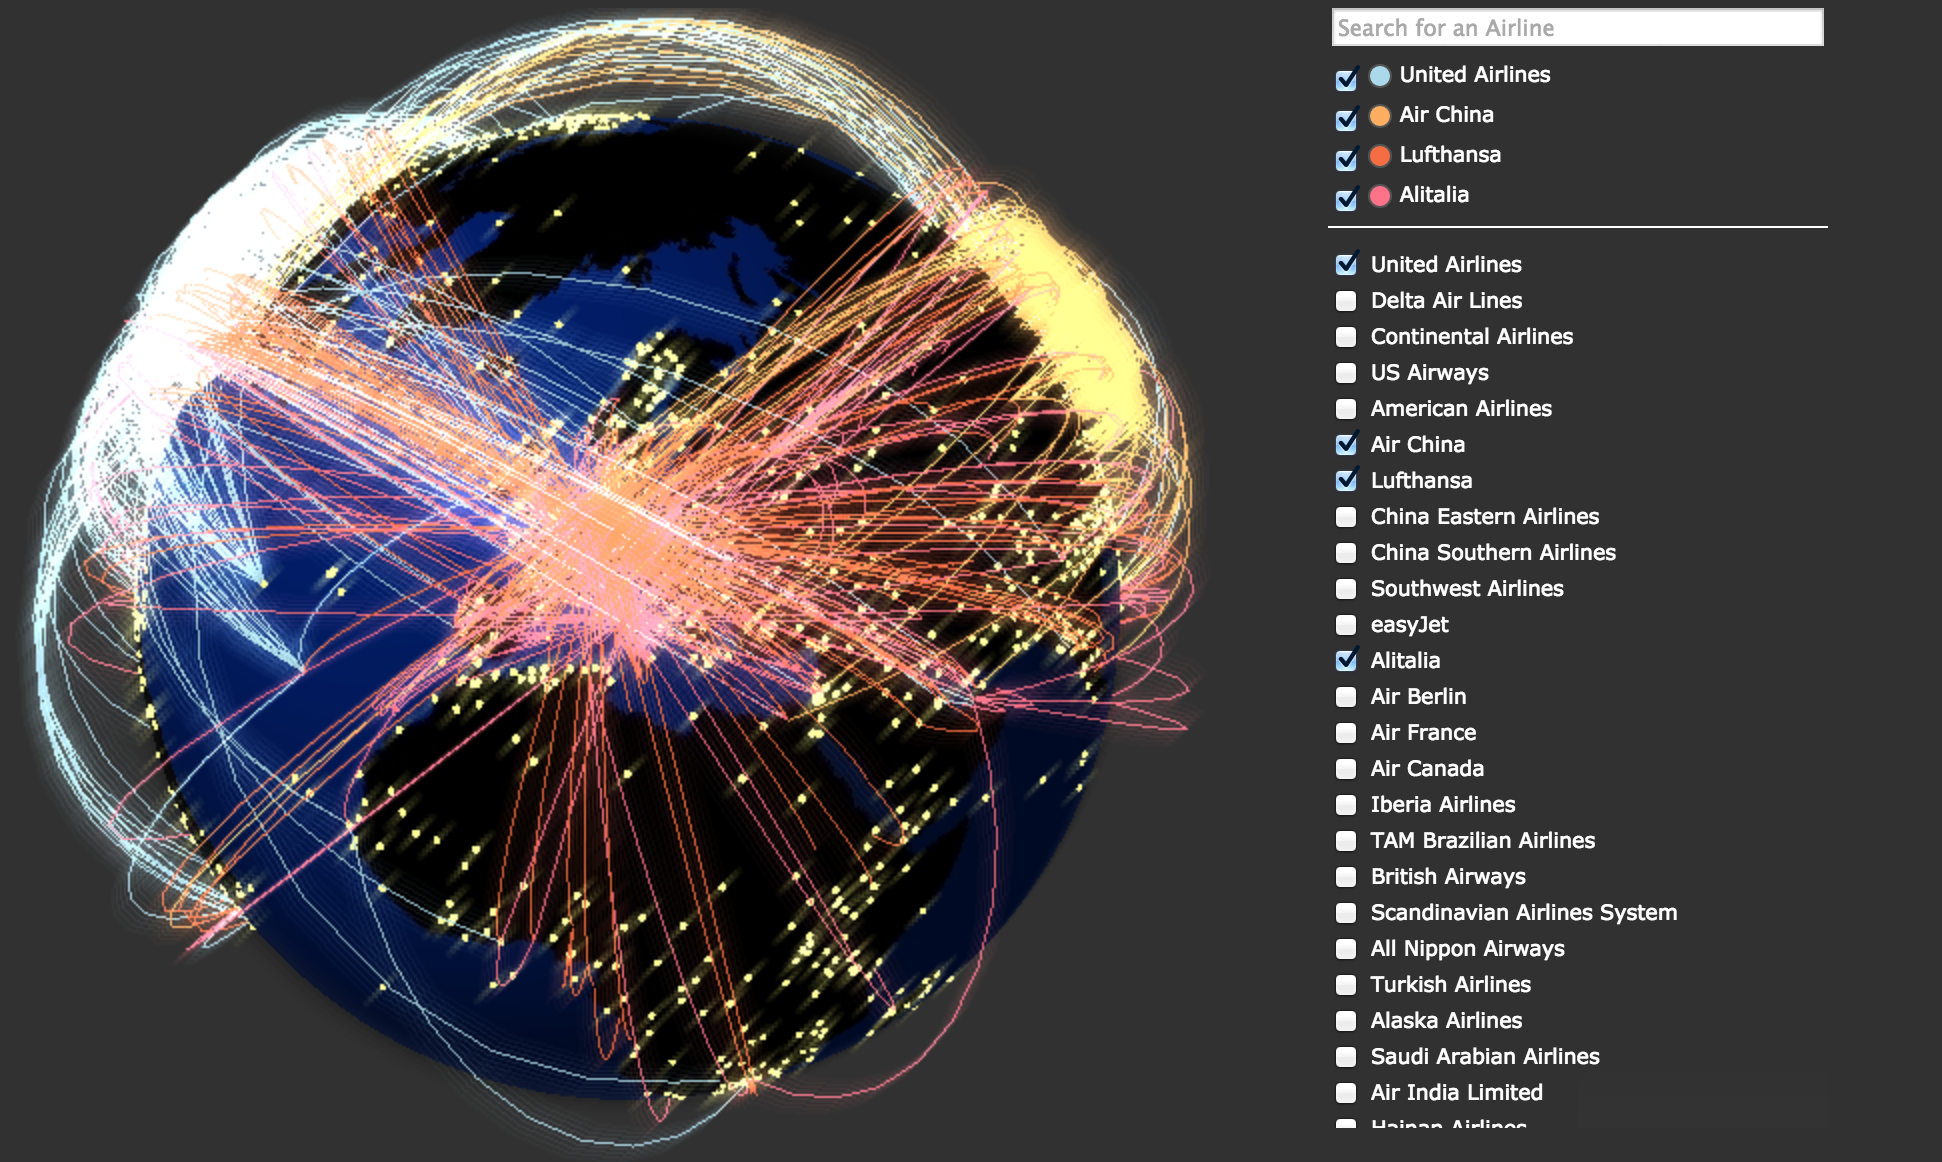 Search for an Airline
United Airlines
Air China
Lufthansa
Alitalia
United Airlines
Delta Air Lines
Continental Airlines
US Airways
American Airlines
Air China
Lufthansa
China Eastern Airlines
China Southern Airlines
Southwest Airlines
easyJet
Alitalia
Air Berlin
Air France
Air Canada
Iberia Airlines
TAM Brazilian Airlines
British Airways
Scandinavian Airlines System
All Nippon Airways
Turkish Airlines
Alaska Airlines
Saudi Arabian Airlines
Air India Limited
Hainan Airlines